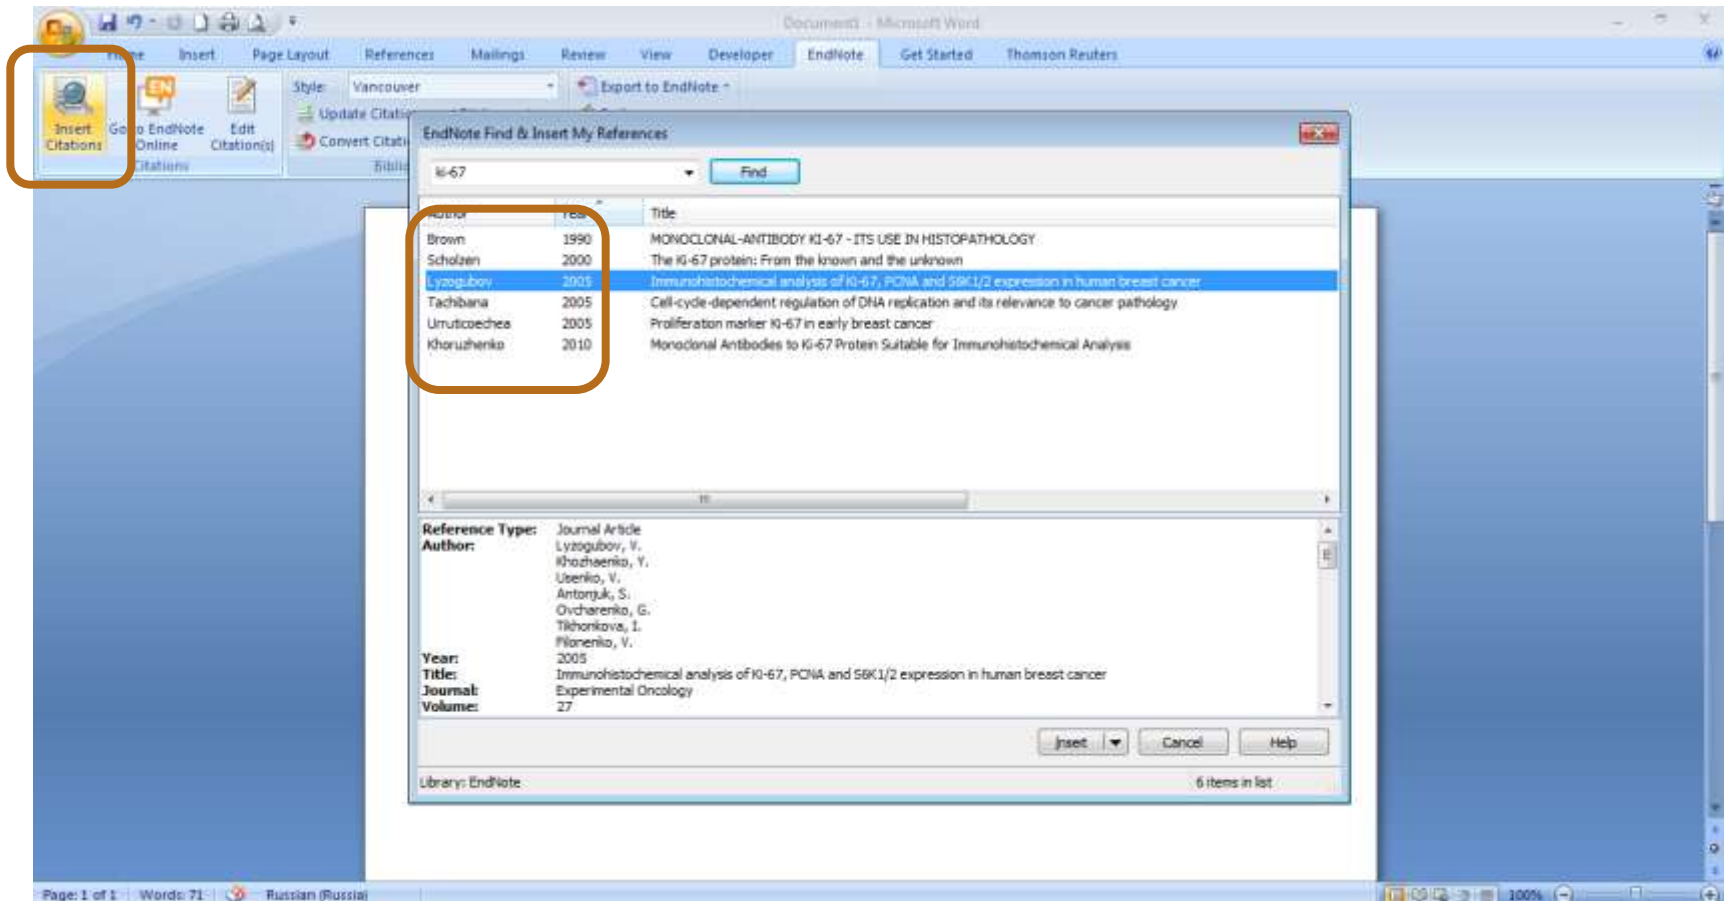 Document1 - Microsoft Word
Home Insert Page Layout References Mailings Review View Developer EndNote Get Started Thomson Reuters
Insert Citations
Go to EndNote Online
Edit Citation(s)
Citations
Style: Vancouver
Update
Convert
Export to EndNote
EndNote Find & Insert My References
ki-67 Find
Author Year Title
Brown 1990 MONOCLONAL-ANTIBODY KI-67 - ITS USE IN HISTOPATHOLOGY
Scholzen 2000 The Ki-67 protein: From the known and the unknown
Lyzogubov 2005 Immunohistochemical analysis of Ki-67, PCNA and S6K1/2 expression in human breast cancer
Tachibana 2005 Cell-cycle-dependent regulation of DNA replication and its relevance to cancer pathology
Urruticoechea 2005 Proliferation marker Ki-67 in early breast cancer
Khoruzhenko 2010 Monoclonal Antibodies to Ki-67 Protein Suitable for Immunohistochemical Analysis
Reference Type: Journal Article
Author: Lyzogubov, V.
Khozhaenko, Y.
Usenko, V.
Antonjuk, S.
Ovcharenko, G.
Tikhonkova, I.
Filonenko, V.
Year: 2005
Title: Immunohistochemical analysis of Ki-67, PCNA and S6K1/2 expression in human breast cancer
Journal: Experimental Oncology
Volume: 27
Insert Cancel Help
Library: EndNote 6 items in list
Page: 1 of 1 Words: 71 Russian (Russia) 100%